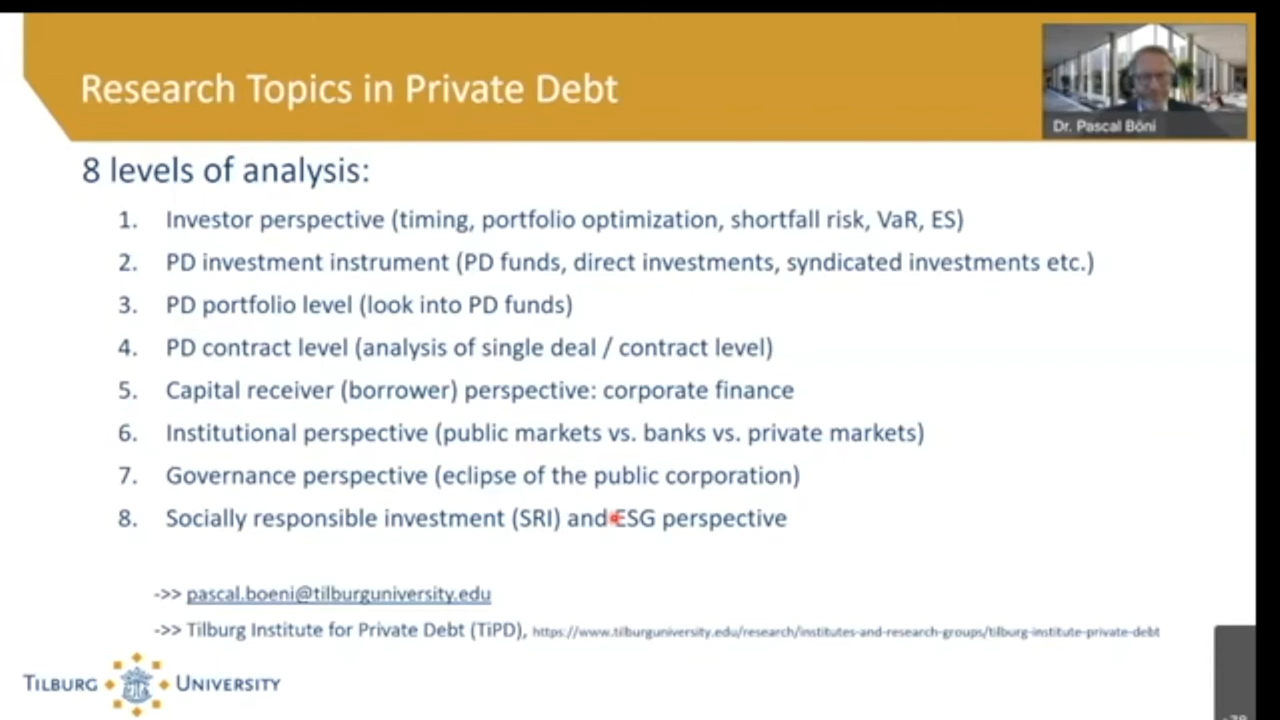 Research Topics in Private Debt
Dr. Pascal Böni
8 levels of analysis:
1. Investor perspective (timing, portfolio optimization, shortfall risk, VaR, ES)
2. PD investment instrument (PD funds, direct investments, syndicated investments etc.)
3. PD portfolio level (look into PD funds)
4. PD contract level (analysis of single deal / contract level)
5. Capital receiver (borrower) perspective: corporate finance
6. Institutional perspective (public markets vs. banks vs. private markets)
7. Governance perspective (eclipse of the public corporation)
8. Socially responsible investment (SRI) and ESG perspective
->> pascal.boeni@tilburguniversity.edu
->> Tilburg Institute for Private Debt (TiPD), https://www.tilburguniversity.edu/research/institutes-and-research-groups/tilburg-institute-private-debt
TILBURG UNIVERSITY